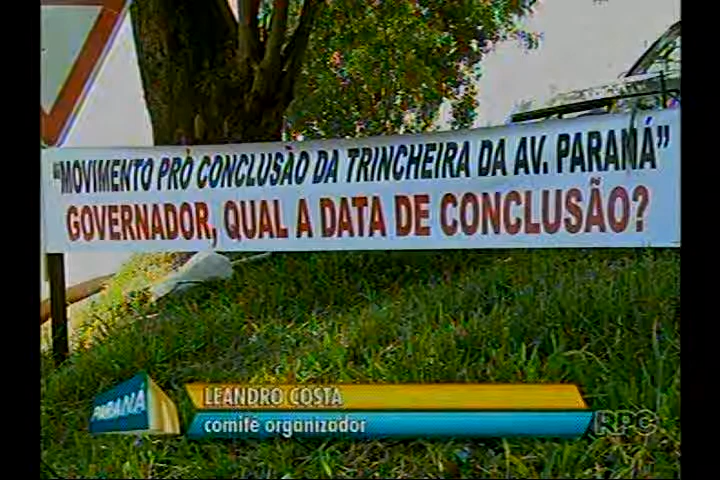 "MOVIMENTO PRÓ CONCLUSÃO DA TRINCHEIRA DA AV. PARANÁ"
GOVERNADOR, QUAL A DATA DE CONCLUSÃO?
LEANDRO COSTA
PARANÁ
comitê organizador
RPC